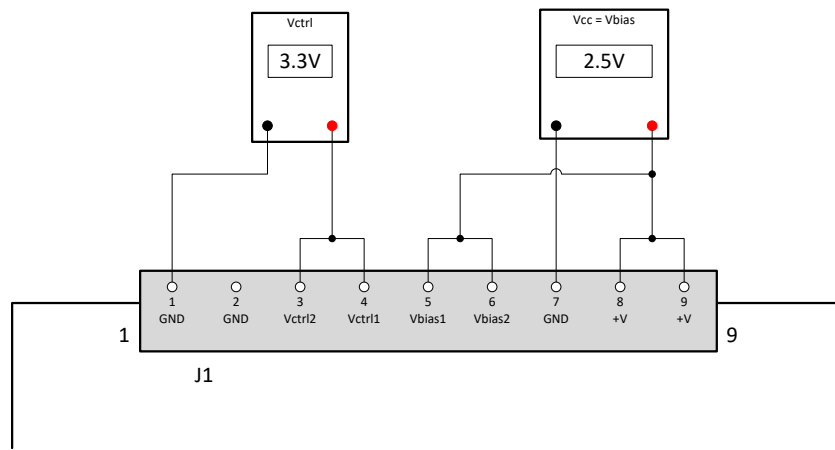 Vctrl
3.3V
Vcc = Vbias
2.5V
1 2 3 4 5 6 7 8 9
GND GND Vctrl2 Vctrl1 Vbias1 Vbias2 GND +V +V
1 9
J1